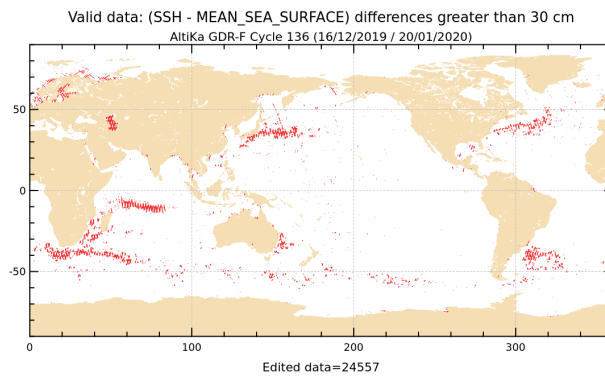 Valid data: (SSH - MEAN_SEA_SURFACE) differences greater than 30 cm
AltiKa GDR-F Cycle 136 (16/12/2019 / 20/01/2020)
50
0
-50
0
100
200
300
Edited data=24557